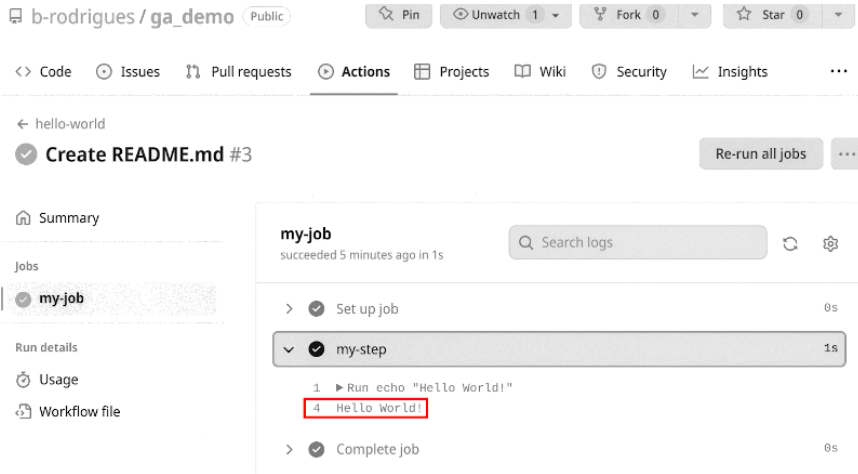 b-rodrigues / ga_demo Public Pin Unwatch 1 Fork 0 Star 0
Code Issues Pull requests Actions Projects Wiki Security Insights ...
← hello-world
Create README.md #3
Re-run all jobs ...
Summary
Jobs
my-job
Run details
Usage
Workflow file
my-job
succeeded 5 minutes ago in 1s
Search logs
Set up job 0s
my-step 1s
1 ▶ Run echo "Hello World!"
4 Hello World!
Complete job 0s